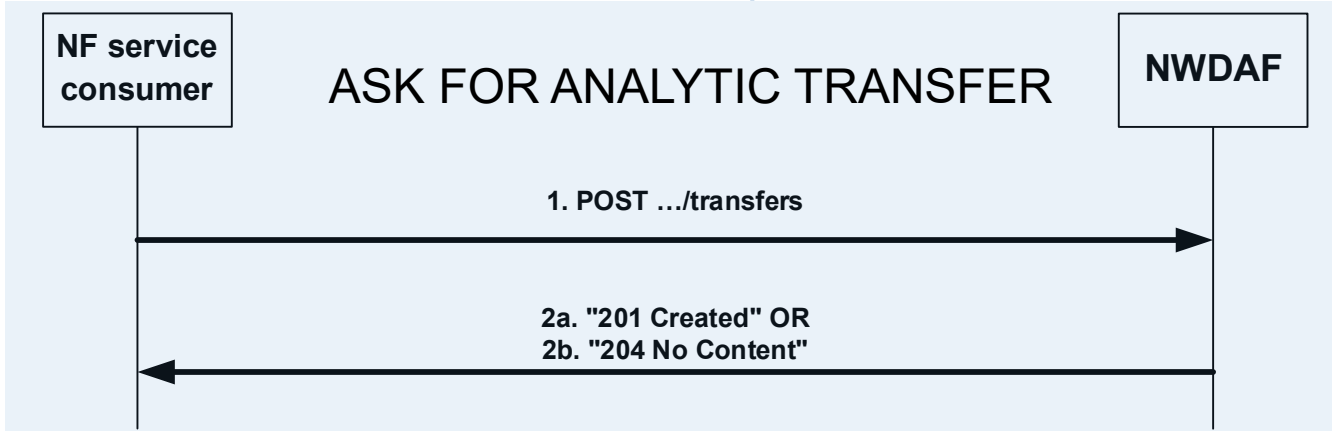 NF service
consumer
ASK FOR ANALYTIC TRANSFER
NWDAF
1. POST …/transfers
2a. "201 Created" OR
2b. "204 No Content"